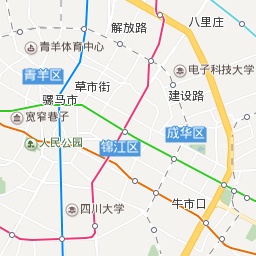 八里庄
解放路
青羊体育中心
电子科技大学
青羊区
草市街
建设路
骡马市
宽窄巷子
成华区
人民公园
锦江区
牛市口
四川大学